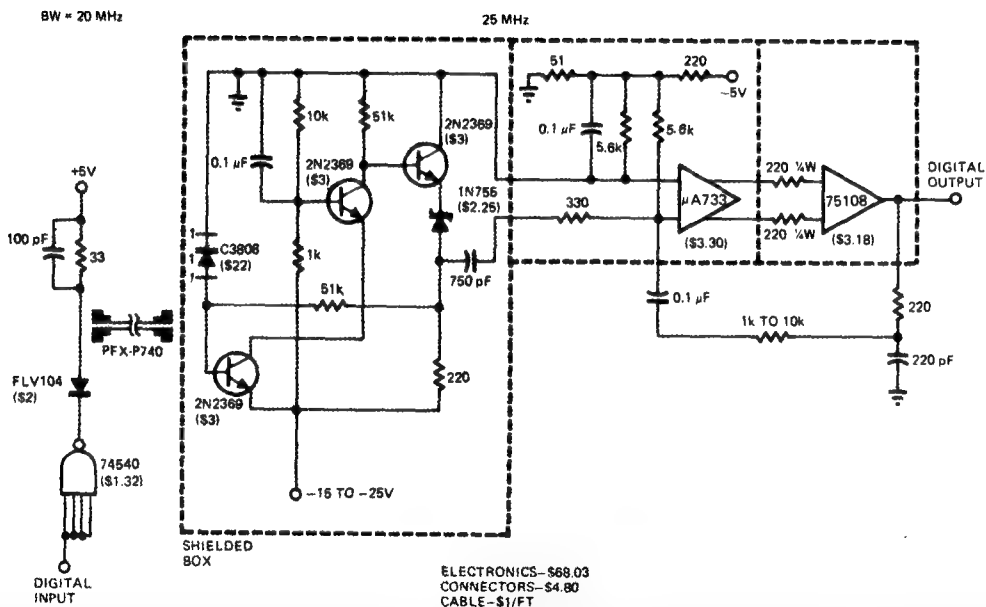 BW = 20 MHz
25 MHz
51
220
-5V
0.1 µF
5.6k
5.6k
10k
51k
2N2369
($3)
0.1 µF
2N2369
($3)
1N756
($2.25)
+5V
100 pF
33
1
1
1
C3808
($22)
1k
330
µA733
($3.30)
220 ¼W
220 ¼W
75108
($3.18)
DIGITAL
OUTPUT
750 pF
51k
0.1 µF
220
1k TO 10k
220 pF
PFX-P740
FLV104
($2)
2N2369
($3)
220
74S40
($1.32)
-15 TO -25V
SHIELDED
BOX
DIGITAL
INPUT
ELECTRONICS-$68.03
CONNECTORS-$4.80
CABLE-$1/FT